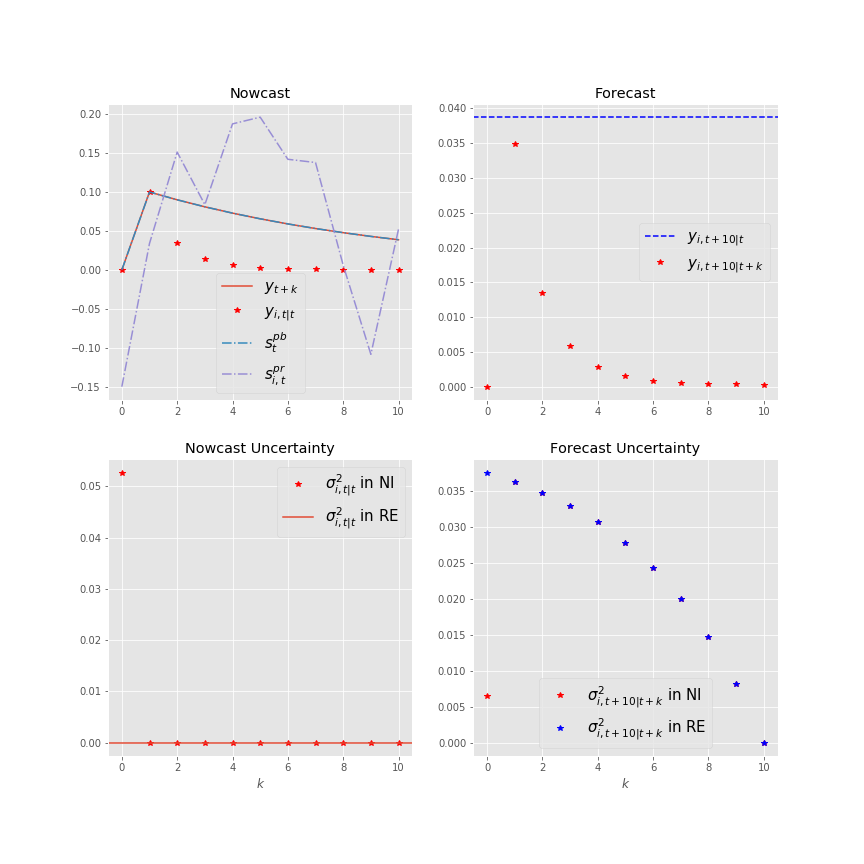 Nowcast
0.20
0.15
0.10
0.05
0.00
−0.05
−0.10
−0.15
0 2 4 6 8 10
y_{t+k}
y_{i,t|t}
s_t^{pb}
s_{i,t}^{pr}
Forecast
0.040
0.035
0.030
0.025
0.020
0.015
0.010
0.005
0.000
0 2 4 6 8 10
y_{i,t+10|t}
y_{i,t+10|t+k}
Nowcast Uncertainty
0.05
0.04
0.03
0.02
0.01
0.00
0 2 4 6 8 10
k
σ²_{i,t|t} in NI
σ²_{i,t|t} in RE
Forecast Uncertainty
0.035
0.030
0.025
0.020
0.015
0.010
0.005
0.000
0 2 4 6 8 10
k
σ²_{i,t+10|t+k} in NI
σ²_{i,t+10|t+k} in RE